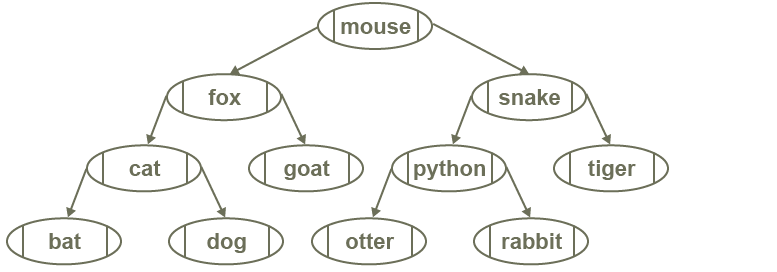 mouse
fox
snake
cat
goat
python
tiger
bat
dog
otter
rabbit